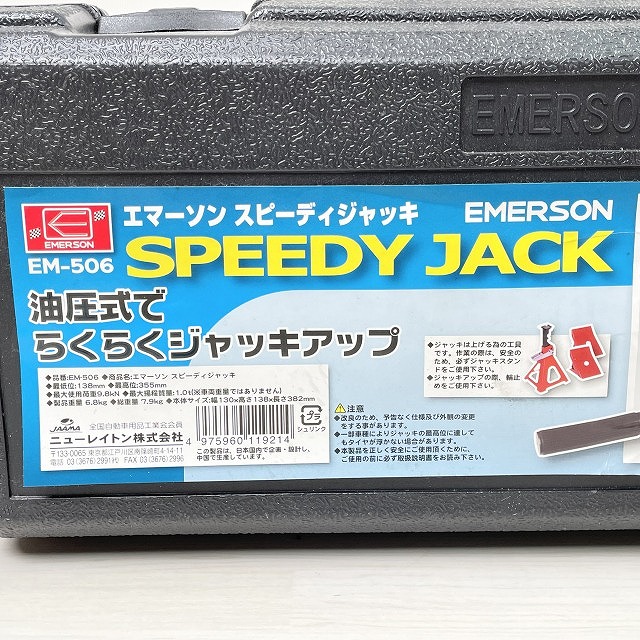 EMERSO
EMERSON
エマーソン スピーディジャッキ
EMERSON
EM-506
SPEEDY JACK
油圧式で
らくらくジャッキアップ
◆ジャッキは上げる為の工具
です。作業の際は、安全の
ため、必ずジャッキスタン
ドをご使用下さい。
◆ジャッキアップの際、輪止
めをご使用下さい。
◆品番:EM-506 ◆商品名:エマーソン スピーディジャッキ
◆最低位:138mm ◆最高位:355mm
◆最大使用荷重9.8kN ◆最大揚程質量:1.0t(※車両重量ではありません)
◆製品重量 6.8kg ◆総重量 7.9kg ◆本体サイズ:幅130x高さ138x長さ382mm
JAAMA 全国自動車用品工業会会員
ニューレイトン株式会社
〒133-0065 東京都江戸川区南篠崎町4-14-11
電話 03(3676)2991㈹ FAX 03(3676)2996
4 975960 119214
この製品は、日本国内で企画・設計し、
中国で生産しています。
プラ
シュリンク
⚠注意
◆改良のため、予告なく仕様及び外観の変更
をする事があります。
◆一部車種によりジャッキの最高位に達して
もタイヤが浮かない場合があります。
◆本製品を正しく安全にご使用頂くために、
ご使用の前に必ず取扱説明書をお読み下さい。